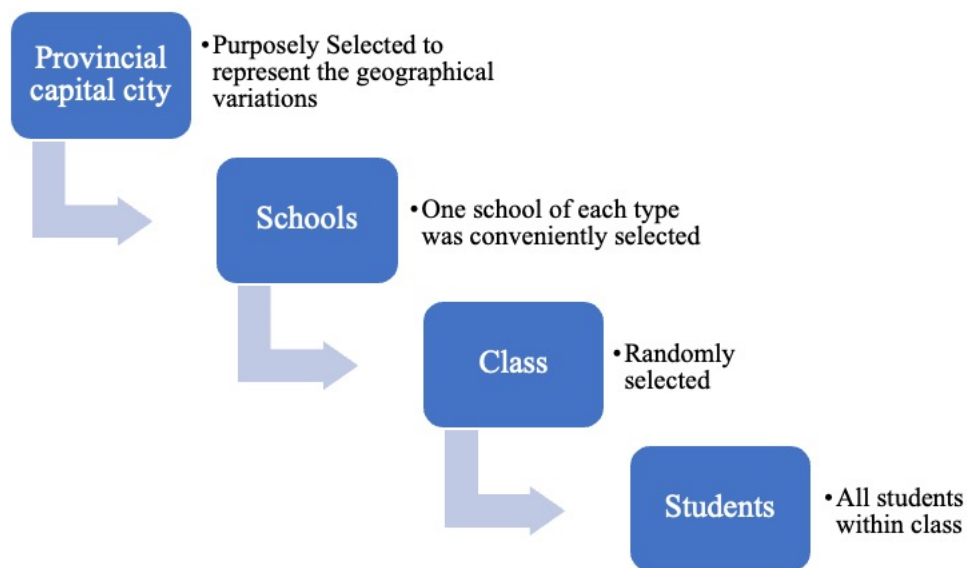 Provincial
capital city
•Purposely Selected to
represent the geographical
variations
Schools
•One school of each type
was conveniently selected
Class
•Randomly
selected
Students
•All students
within class